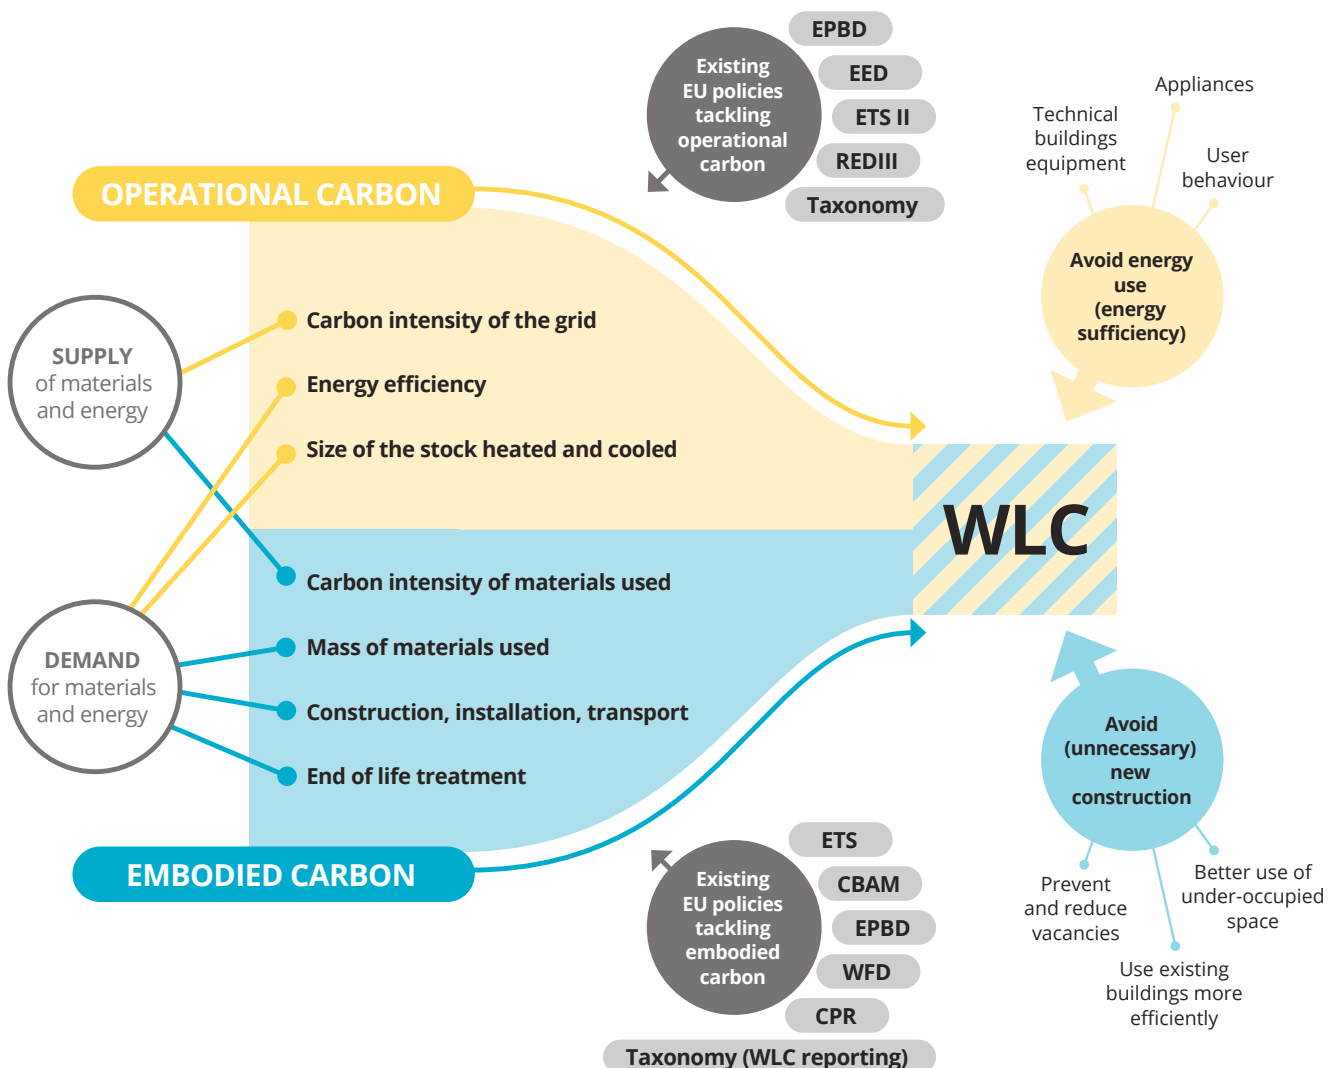 EPBD
EED
ETS II
REDIII
Taxonomy
Existing
EU policies
tackling
operational
carbon
Appliances
Technical
buildings
equipment
User
behaviour
OPERATIONAL CARBON
Avoid energy
use
(energy
sufficiency)
SUPPLY
of materials
and energy
Carbon intensity of the grid
Energy efficiency
Size of the stock heated and cooled
WLC
Carbon intensity of materials used
Mass of materials used
Construction, installation, transport
End of life treatment
DEMAND
for materials
and energy
Avoid
(unnecessary)
new
construction
EMBODIED CARBON
Existing
EU policies
tackling
embodied
carbon
ETS
CBAM
EPBD
WFD
CPR
Taxonomy (WLC reporting)
Prevent
and reduce
vacancies
Better use of
under-occupied
space
Use existing
buildings more
efficiently